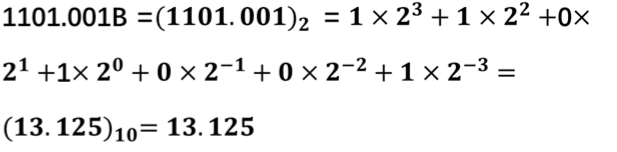 1101.001B =(1101.001)₂ = 1 × 2³ + 1 × 2² +0×
2¹ +1× 2⁰ + 0 × 2⁻¹ + 0 × 2⁻² + 1 × 2⁻³ =
(13.125)₁₀= 13.125